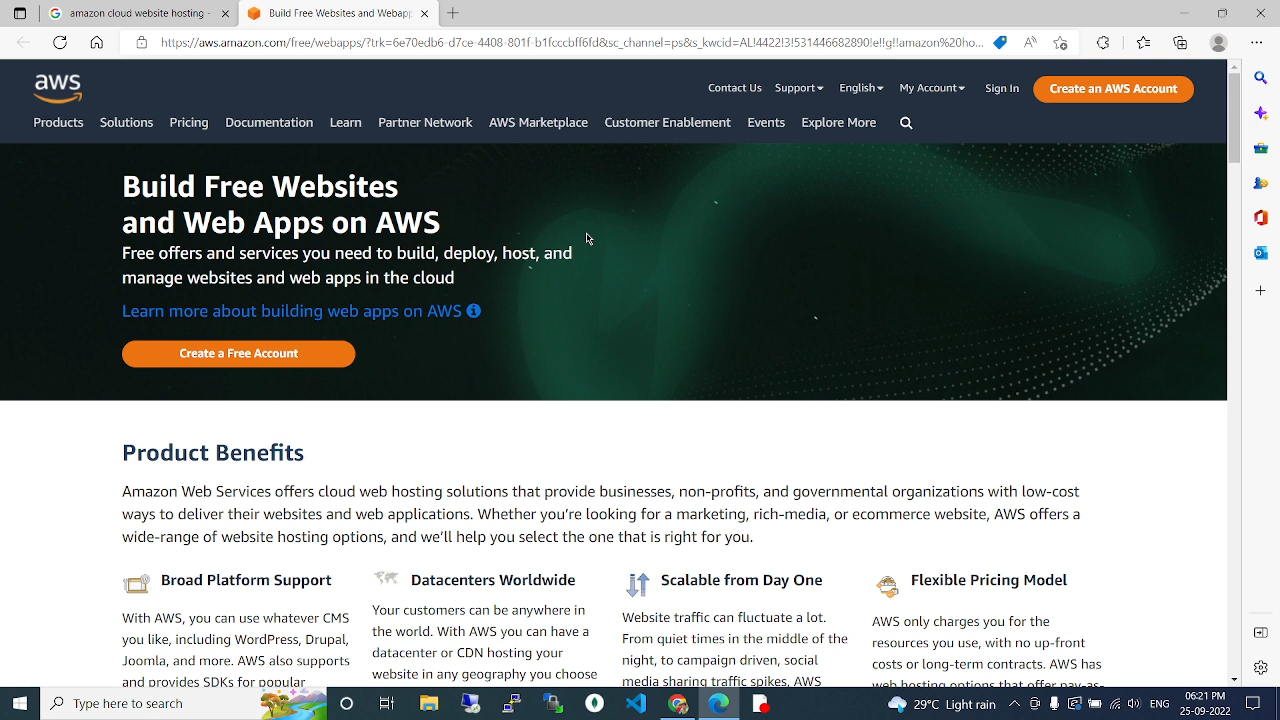 amazon cloud website hosting -
Build Free Websites and Webapp
https://aws.amazon.com/free/webapps/?trk=6e70edb6-d7ce-4408-801f-b1fcccbff6fd&sc_channel=ps&s_kwcid=AL!4422!3!531446682890!e!!g!!amazon%20ho...
aws
Contact Us Support English My Account Sign In Create an AWS Account
Products Solutions Pricing Documentation Learn Partner Network AWS Marketplace Customer Enablement Events Explore More
Build Free Websites
and Web Apps on AWS
Free offers and services you need to build, deploy, host, and
manage websites and web apps in the cloud
Learn more about building web apps on AWS
Create a Free Account
Product Benefits
Amazon Web Services offers cloud web hosting solutions that provide businesses, non-profits, and governmental organizations with low-cost
ways to deliver their websites and web applications. Whether you're looking for a marketing, rich-media, or ecommerce website, AWS offers a
wide-range of website hosting options, and we'll help you select the one that is right for you.
Broad Platform Support
With AWS, you can use whatever CMS
you like, including WordPress, Drupal,
Joomla, and more. AWS also supports
and provides SDKs for popular
Datacenters Worldwide
Your customers can be anywhere in
the world. With AWS you can have a
datacenter or CDN hosting your
website in any geography you choose
Scalable from Day One
Website traffic can fluctuate a lot.
From quiet times in the middle of the
night, to campaign driven, social
media sharing traffic spikes, AWS
Flexible Pricing Model
AWS only charges you for the
resources you use, with no up-front
costs or long-term contracts. AWS has
web hosting options that offer pay-as-
Type here to search
29°C Light rain
ENG
06:21 PM
25-09-2022